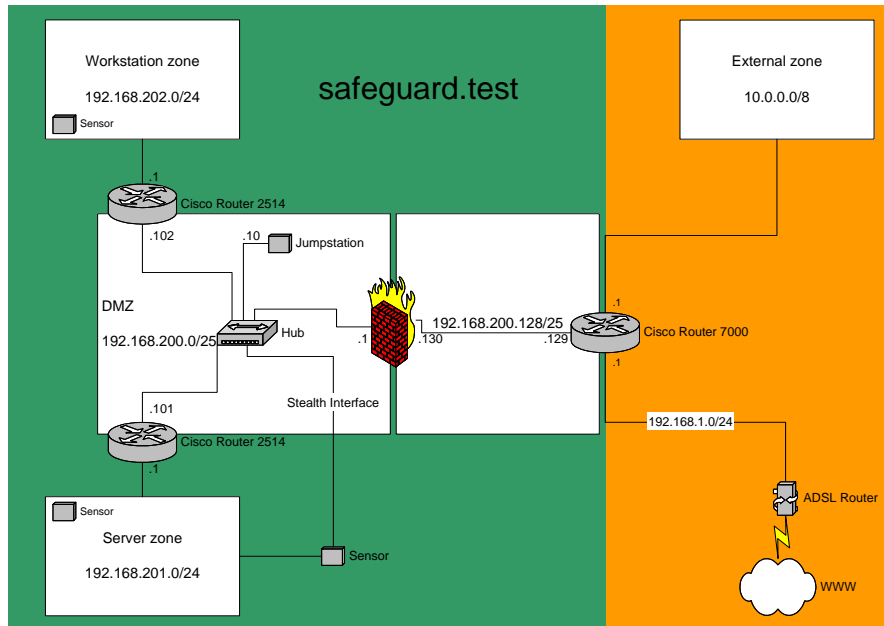 Workstation zone
192.168.202.0/24
Sensor
safeguard.test
External zone
10.0.0.0/8
.1
Cisco Router 2514
.102
.10
Jumpstation
DMZ
192.168.200.0/25
Hub
.1
.130
192.168.200.128/25
.129
.1
Cisco Router 7000
.1
.101
Stealth Interface
Cisco Router 2514
.1
192.168.1.0/24
Sensor
Server zone
192.168.201.0/24
Sensor
ADSL Router
WWW